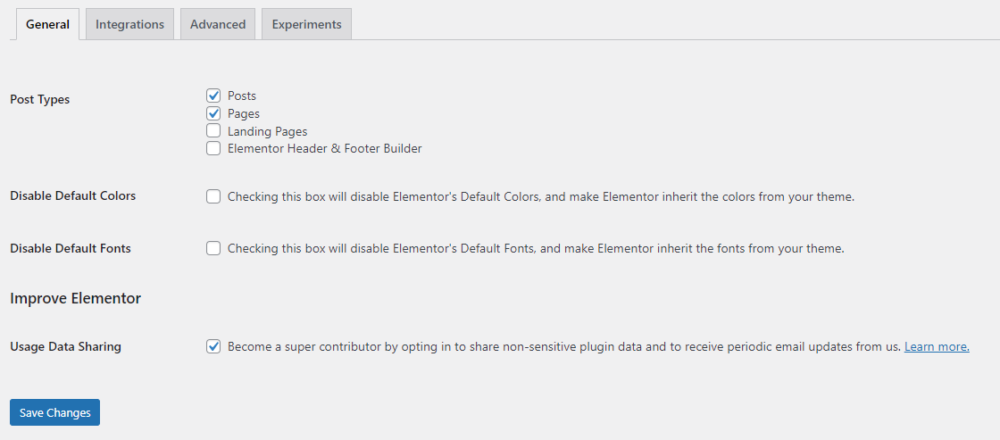 General Integrations Advanced Experiments
Post Types
Posts
Pages
Landing Pages
Elementor Header & Footer Builder
Disable Default Colors Checking this box will disable Elementor's Default Colors, and make Elementor inherit the colors from your theme.
Disable Default Fonts Checking this box will disable Elementor's Default Fonts, and make Elementor inherit the fonts from your theme.
Improve Elementor
Usage Data Sharing Become a super contributor by opting in to share non-sensitive plugin data and to receive periodic email updates from us. Learn more.
Save Changes